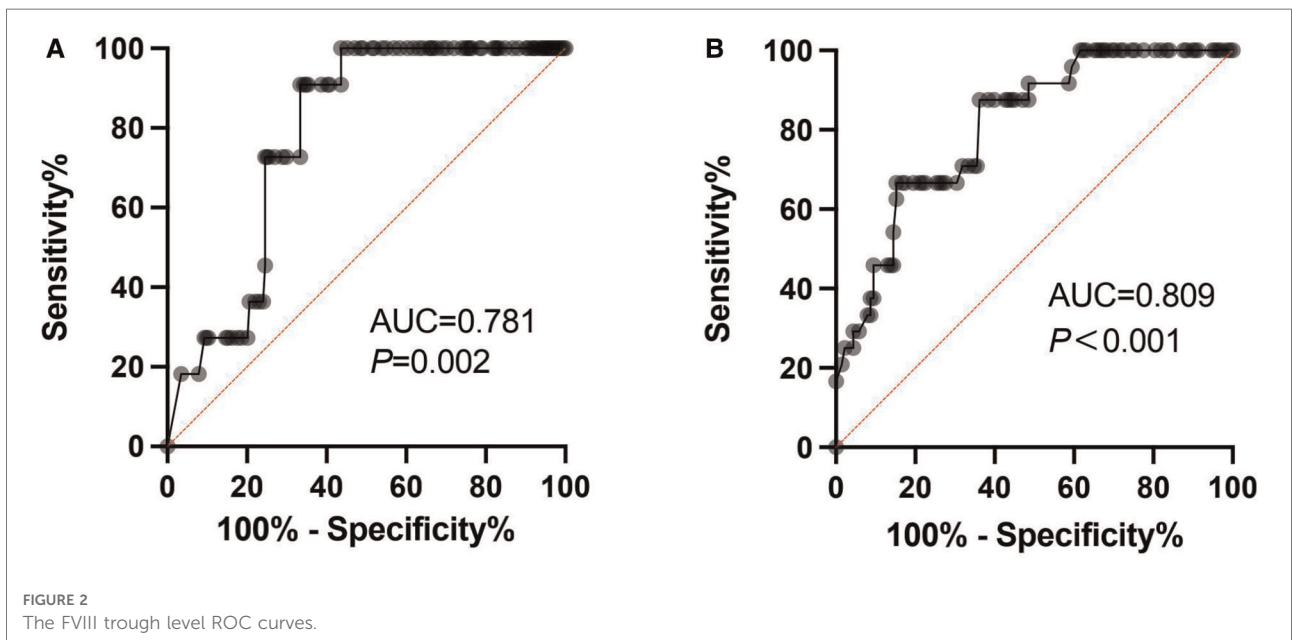 A
100
80
60
40
20
0
Sensitivity%
0 20 40 60 80 100
100% - Specificity%
AUC=0.781
P=0.002
B
100
80
60
40
20
0
Sensitivity%
0 20 40 60 80 100
100% - Specificity%
AUC=0.809
P<0.001
FIGURE 2
The FVIII trough level ROC curves.